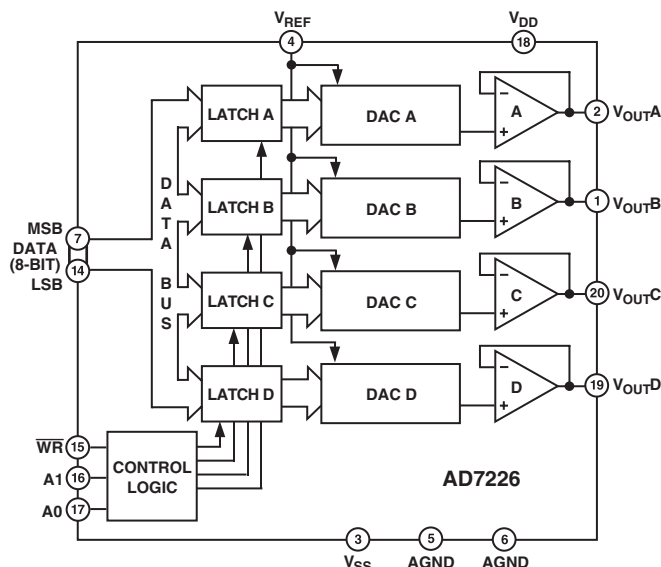 VREF
VDD
4
18
LATCH A
DAC A
A
−
+
2
VOUTA
LATCH B
DAC B
B
−
+
1
VOUTB
DATA BUS
MSB
7
DATA
(8-BIT)
14
LSB
LATCH C
DAC C
C
−
+
20
VOUTC
LATCH D
DAC D
D
−
+
19
VOUTD
WR
15
A1
16
A0
17
CONTROL
LOGIC
AD7226
3
5
6
VSS
AGND
AGND